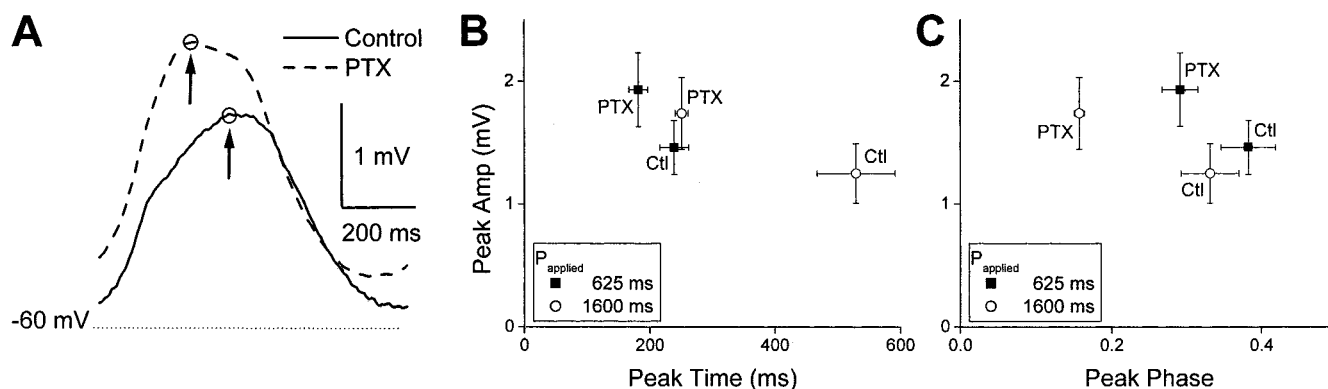 A
Control
PTX
1 mV
200 ms
-60 mV
B
Peak Amp (mV)
2
1
0
PTX
PTX
Ctl
Ctl
P applied
625 ms
1600 ms
0
200
400
600
Peak Time (ms)
C
2
1
0
PTX
PTX
Ctl
Ctl
P applied
625 ms
1600 ms
0.0
0.2
0.4
Peak Phase